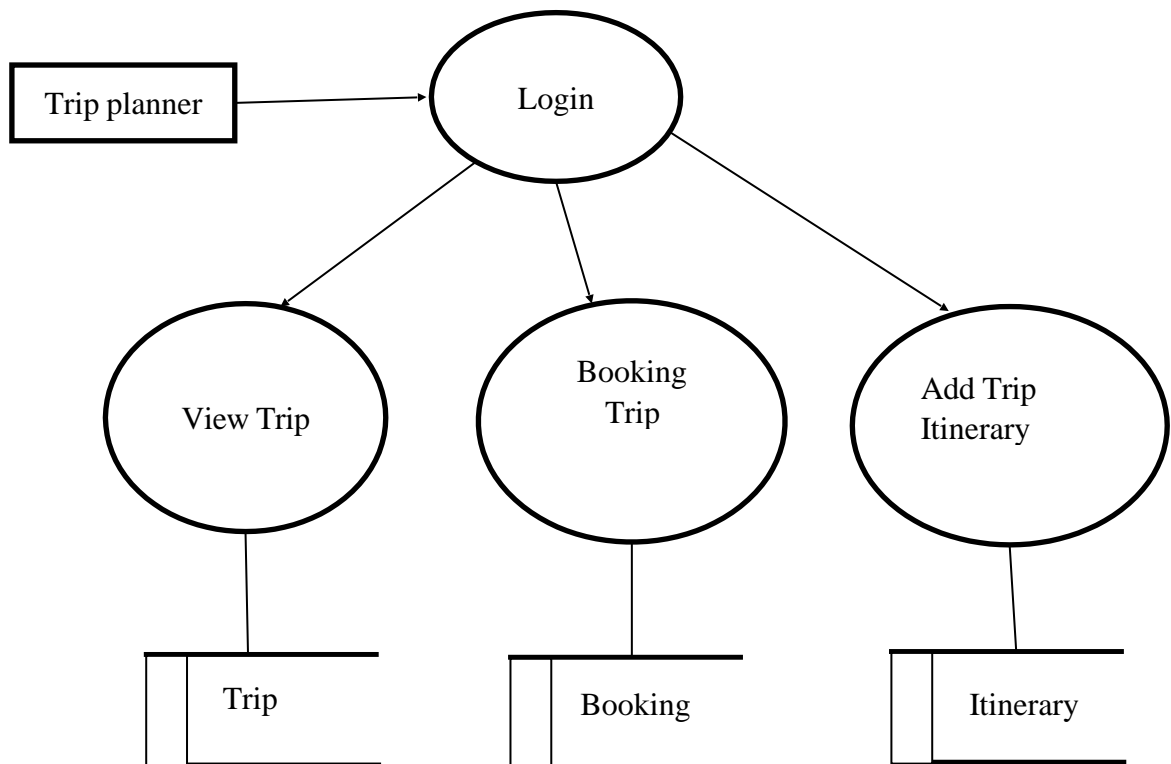 Trip planner
Login
View Trip
Booking
Trip
Add Trip
Itinerary
Trip
Booking
Itinerary